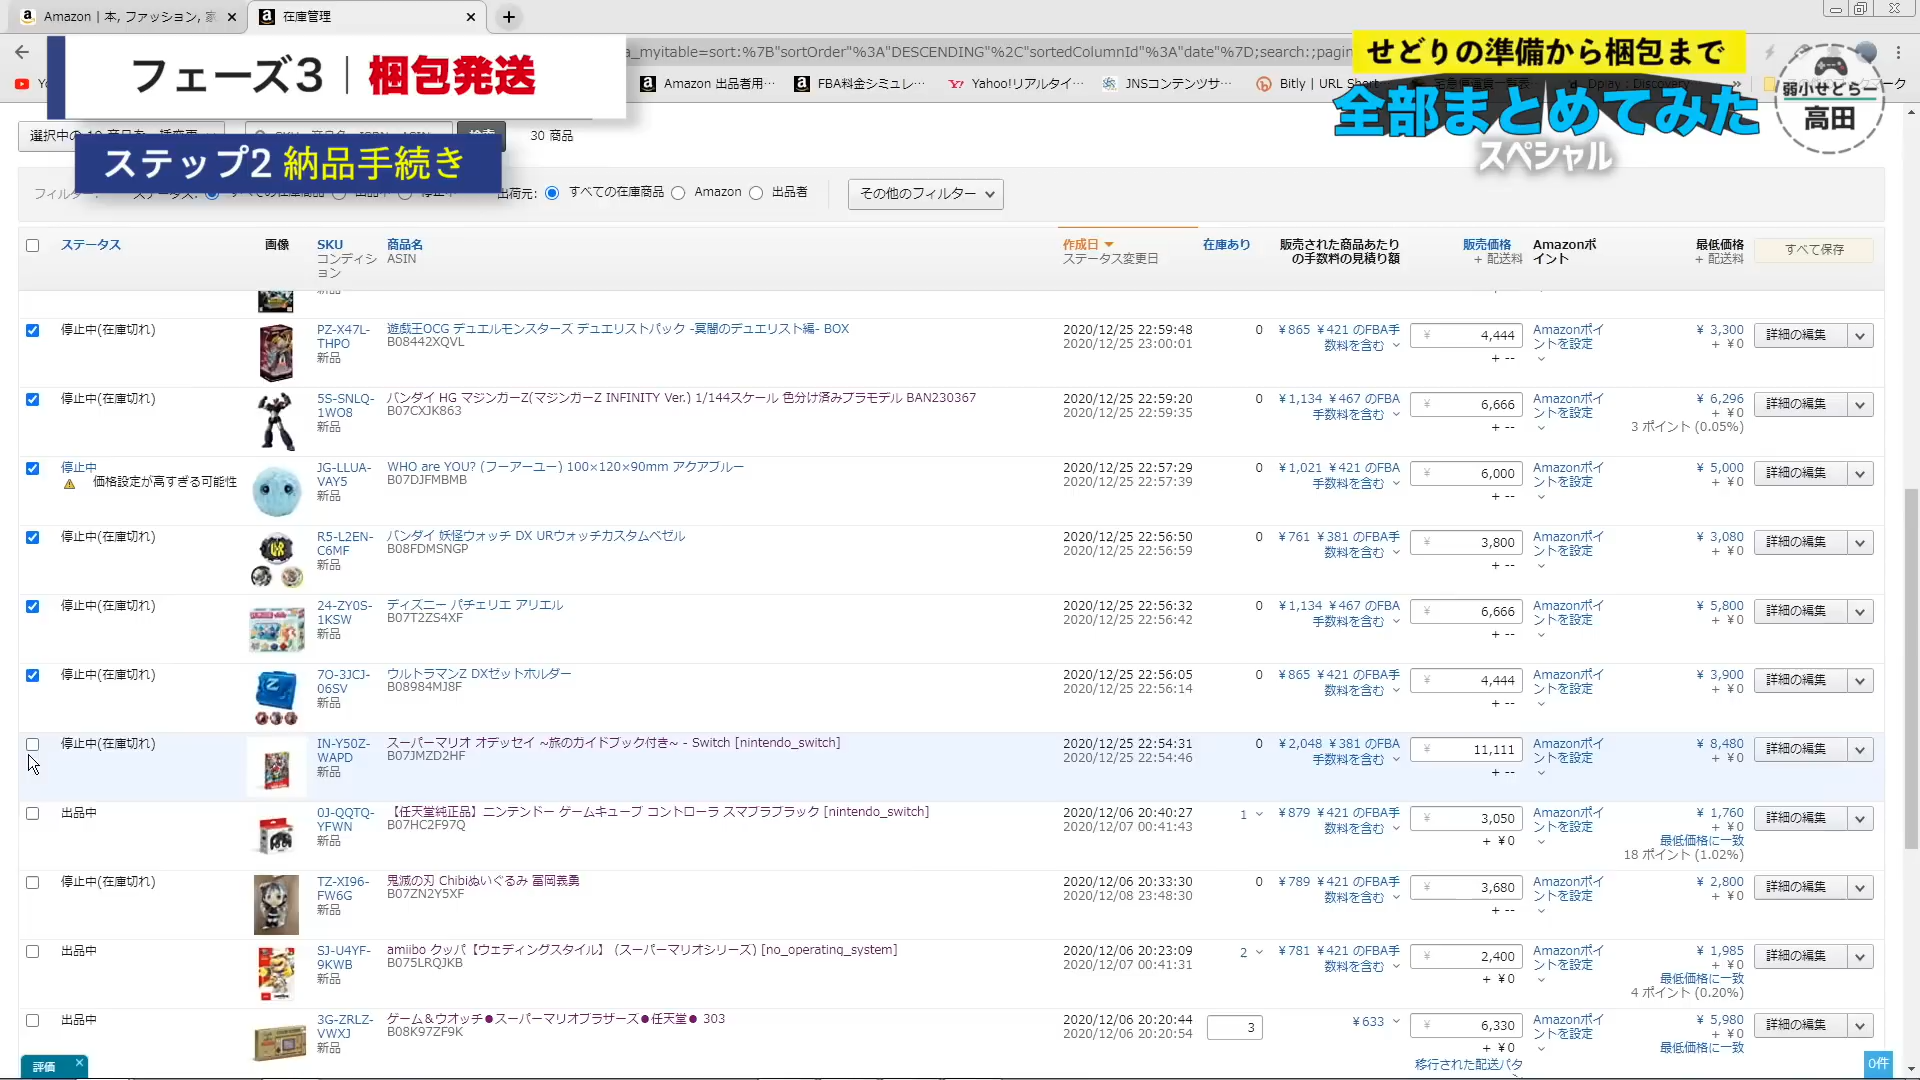 Amazon | 本, ファッション, 家
在庫管理
a_myitable=sort:%7B"sortOrder"%3A"DESCENDING"%2C"sortedColumnId"%3A"date"%7D;search:;pagin
フェーズ3｜梱包発送
せどりの準備から梱包まで
全部まとめてみた
スペシャル
弱小せどらー
高田
Amazon 出品者用…
FBA料金シミュレ…
Yahoo!リアルタイ…
JNSコンテンツサ…
Bitly | URL Short
ステップ2 納品手続き
30 商品
出荷元:
すべての在庫商品
Amazon
出品者
その他のフィルター
ステータス
画像
SKU
コンディション
商品名
ASIN
作成日
ステータス変更日
在庫あり
販売された商品あたりの手数料の見積り額
販売価格
+ 配送料
Amazonポイント
最低価格
+ 配送料
すべて保存
停止中(在庫切れ)
PZ-X47L-THPO
新品
遊戯王OCG デュエルモンスターズ デュエリストパック -冥闇のデュエリスト編- BOX
B08442XQVL
2020/12/25 22:59:48
2020/12/25 23:00:01
0
¥865 ¥421 のFBA手数料を含む
¥ 4,444
+ --
Amazonポイントを設定
¥ 3,300
+ ¥0
詳細の編集
停止中(在庫切れ)
5S-SNLQ-1WO8
新品
バンダイ HG マジンガーZ(マジンガーZ INFINITY Ver.) 1/144スケール 色分け済みプラモデル BAN230367
B07CXJK863
2020/12/25 22:59:20
2020/12/25 22:59:35
0
¥1,134 ¥467 のFBA手数料を含む
¥ 6,666
+ --
Amazonポイントを設定
¥ 6,296
+ ¥0
3 ポイント (0.05%)
詳細の編集
停止中
価格設定が高すぎる可能性
JG-LLUA-VAY5
新品
WHO are YOU? (フーアーユー) 100×120×90mm アクアブルー
B07DJFMBMB
2020/12/25 22:57:29
2020/12/25 22:57:39
0
¥1,021 ¥421 のFBA手数料を含む
¥ 6,000
+ --
Amazonポイントを設定
¥ 5,000
+ ¥0
詳細の編集
停止中(在庫切れ)
R5-L2EN-C6MF
新品
バンダイ 妖怪ウォッチ DX URウォッチカスタムベゼル
B08FDMSNGP
2020/12/25 22:56:50
2020/12/25 22:56:59
0
¥761 ¥381 のFBA手数料を含む
¥ 3,800
+ --
Amazonポイントを設定
¥ 3,080
+ ¥0
詳細の編集
停止中(在庫切れ)
24-ZY0S-1KSW
新品
ディズニー パチェリエ アリエル
B07T2ZS4XF
2020/12/25 22:56:32
2020/12/25 22:56:42
0
¥1,134 ¥467 のFBA手数料を含む
¥ 6,666
+ --
Amazonポイントを設定
¥ 5,800
+ ¥0
詳細の編集
停止中(在庫切れ)
7O-3JCJ-06SV
新品
ウルトラマンZ DXゼットホルダー
B08984MJ8F
2020/12/25 22:56:05
2020/12/25 22:56:14
0
¥865 ¥421 のFBA手数料を含む
¥ 4,444
+ --
Amazonポイントを設定
¥ 3,900
+ ¥0
詳細の編集
停止中(在庫切れ)
IN-Y50Z-WAPD
新品
スーパーマリオ オデッセイ ~旅のガイドブック付き~ - Switch [nintendo_switch]
B07JMZD2HF
2020/12/25 22:54:31
2020/12/25 22:54:46
0
¥2,048 ¥381 のFBA手数料を含む
¥ 11,111
+ --
Amazonポイントを設定
¥ 8,480
+ ¥0
詳細の編集
出品中
0J-QQTQ-YFWN
新品
【任天堂純正品】ニンテンドー ゲームキューブ コントローラ スマブラブラック [nintendo_switch]
B07HC2F97Q
2020/12/06 20:40:27
2020/12/07 00:41:43
1
¥879 ¥421 のFBA手数料を含む
¥ 3,050
+ ¥0
Amazonポイントを設定
¥ 1,760
+ ¥0
最低価格に一致
18 ポイント (1.02%)
詳細の編集
停止中(在庫切れ)
TZ-XI96-FW6G
新品
鬼滅の刃 Chibiぬいぐるみ 冨岡義勇
B07ZN2Y5XF
2020/12/06 20:33:30
2020/12/08 23:48:30
0
¥789 ¥421 のFBA手数料を含む
¥ 3,680
+ --
Amazonポイントを設定
¥ 2,800
+ ¥0
詳細の編集
出品中
SJ-U4YF-9KWB
新品
amiibo クッパ【ウェディングスタイル】 (スーパーマリオシリーズ) [no_operating_system]
B075LRQJKB
2020/12/06 20:23:09
2020/12/07 00:41:31
2
¥781 ¥421 のFBA手数料を含む
¥ 2,400
+ ¥0
Amazonポイントを設定
¥ 1,985
+ ¥0
最低価格に一致
4 ポイント (0.20%)
詳細の編集
出品中
3G-ZRLZ-VWXJ
新品
ゲーム＆ウオッチ●スーパーマリオブラザーズ●任天堂● 303
B08K97ZF9K
2020/12/06 20:20:44
2020/12/06 20:20:54
3
¥633
¥ 6,330
+ ¥0
移行された配送パタ
Amazonポイントを設定
¥ 5,980
+ ¥0
最低価格に一致
詳細の編集
評価
0件